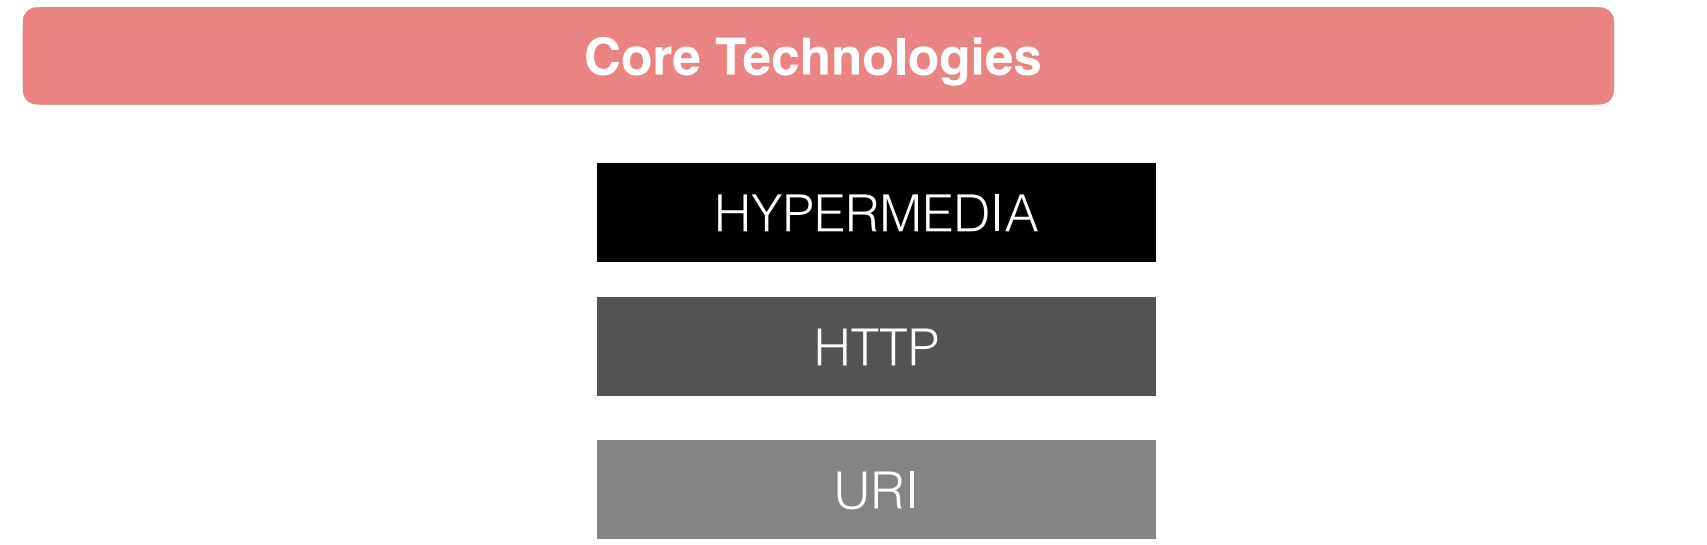 Core Technologies
HYPERMEDIA
HTTP
URI